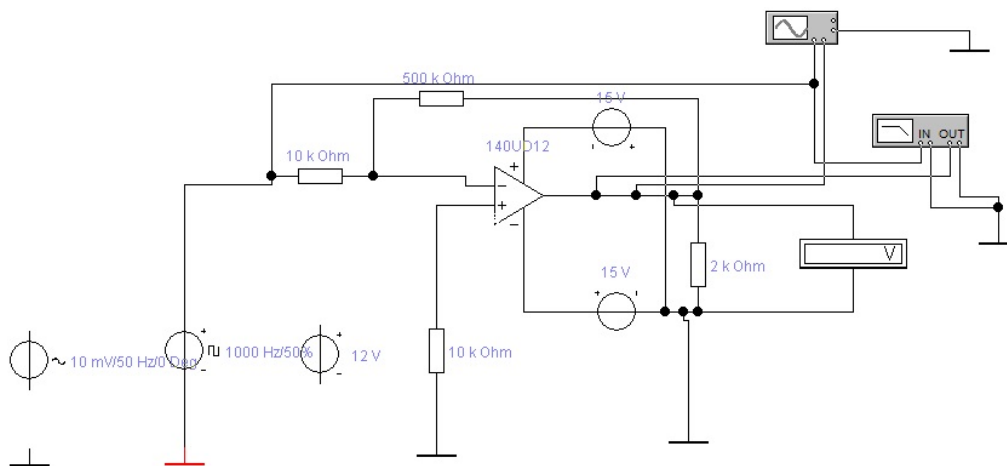 500 k Ohm
15 V
IN OUT
140UD12
10 k Ohm
V
15 V
2 k Ohm
10 mV/50 Hz/0 Deg
1000 Hz/50%
12 V
10 k Ohm